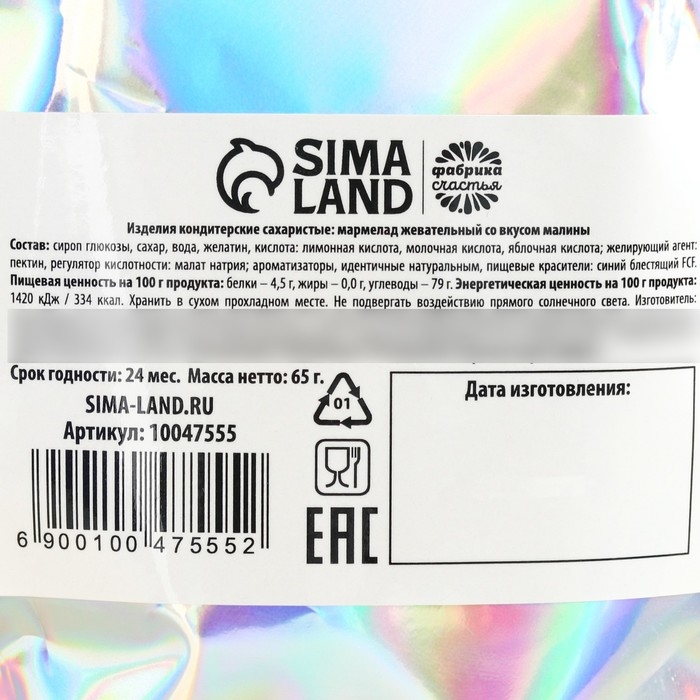 SIMA LAND
фабрика счастья
Изделия кондитерские сахаристые: мармелад жевательный со вкусом малины
Состав: сироп глюкозы, сахар, вода, желатин, кислота: лимонная кислота, молочная кислота, яблочная кислота; желирующий агент:
пектин, регулятор кислотности: малат натрия; ароматизаторы, идентичные натуральным, пищевые красители: синий блестящий FCF.
Пищевая ценность на 100 г продукта: белки – 4,5 г, жиры – 0,0 г, углеводы – 79 г. Энергетическая ценность на 100 г продукта:
1420 кДж / 334 ккал. Хранить в сухом прохладном месте. Не подвергать воздействию прямого солнечного света. Изготовитель:
Срок годности: 24 мес. Масса нетто: 65 г.
SIMA-LAND.RU
Артикул: 10047555
6 900100 475552
01
EAC
Дата изготовления: